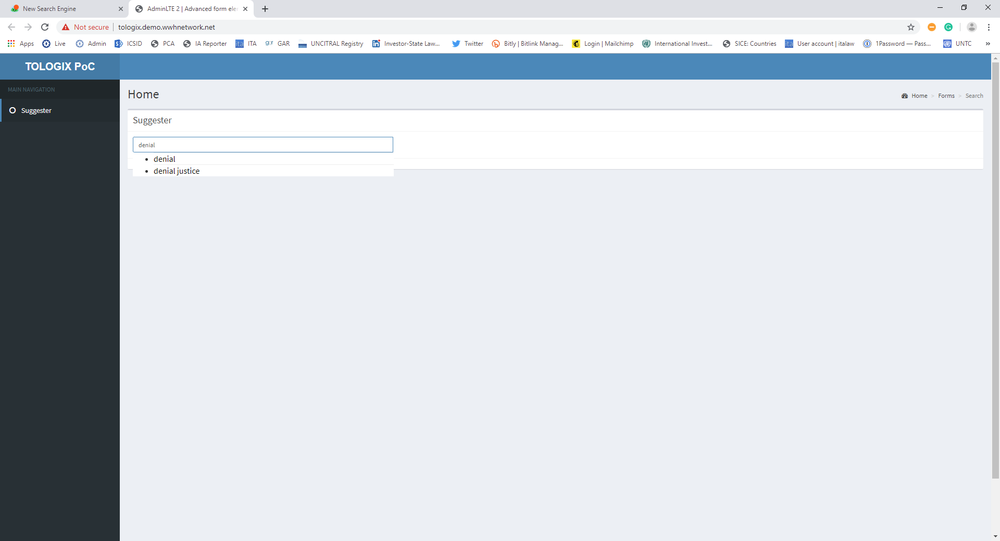 New Search Engine
AdminLTE 2 | Advanced form ele
Not secure
tologix.demo.wwhnetwork.net
Apps
Live
Admin
ICSID
PCA
IA Reporter
ita
ITA
GAR
UNCITRAL Registry
Investor-State Law...
Twitter
Bitly | Bitlink Manag...
Login | Mailchimp
International Invest...
SICE: Countries
ita
User account | italaw
1Password — Pass...
UNTC
»
TOLOGIX PoC
MAIN NAVIGATION
Suggester
Home
Home > Forms > Search
Suggester
denial
denial
denial justice